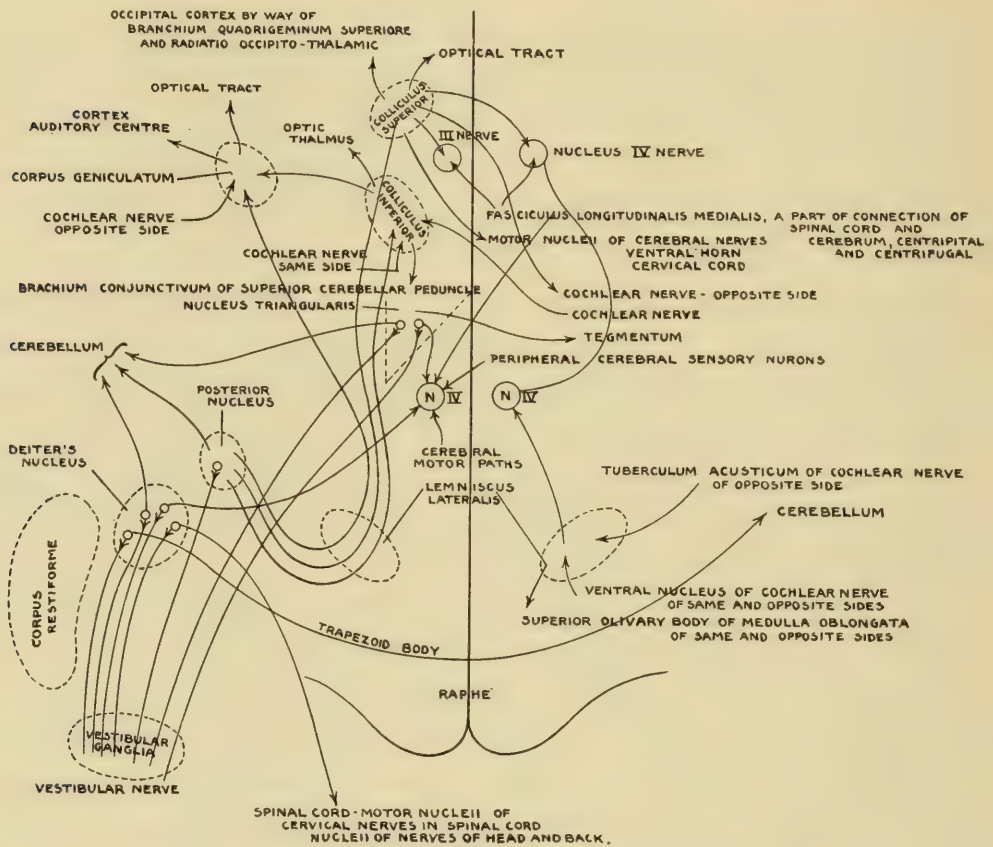 OCCIPITAL CORTEX BY WAY OF
BRANCHIUM QUADRIGEMINUM SUPERIORE
AND RADIATIO OCCIPITO-THALAMIC
OPTICAL TRACT
OPTICAL TRACT
COLLICULUS
SUPERIOR
CORTEX
AUDITORY CENTRE
OPTIC
THALMUS
III NERVE
NUCLEUS IV NERVE
CORPUS GENICULATUM
COLLICULUS
INFERIOR
COCHLEAR NERVE
OPPOSITE SIDE
FASCICULUS LONGITUDINALIS MEDIALIS, A PART OF CONNECTION OF
SPINAL CORD AND
CEREBRUM, CENTRIPITAL
AND CENTRIFUGAL
MOTOR NUCLEII OF CEREBRAL NERVES
VENTRAL HORN
CERVICAL CORD
COCHLEAR NERVE
SAME SIDE
BRACHIUM CONJUNCTIVUM OF SUPERIOR CEREBELLAR PEDUNCLE
COCHLEAR NERVE - OPPOSITE SIDE
NUCLEUS TRIANGULARIS
COCHLEAR NERVE
TEGMENTUM
CEREBELLUM
PERIPHERAL CEREBRAL SENSORY NURONS
POSTERIOR
NUCLEUS
N IV
N IV
DEITER'S
NUCLEUS
CEREBRAL
MOTOR PATHS
LEMNISCUS
LATERALIS
TUBERCULUM ACUSTICUM OF COCHLEAR NERVE
OF OPPOSITE SIDE
CEREBELLUM
CORPUS
RESTIFORME
VENTRAL NUCLEUS OF COCHLEAR NERVE
OF SAME AND OPPOSITE SIDES
SUPERIOR OLIVARY BODY OF MEDULLA OBLONGATA
OF SAME AND OPPOSITE SIDES
TRAPEZOID BODY
RAPHE'
VESTIBULAR
GANGLIA
VESTIBULAR NERVE
SPINAL CORD - MOTOR NUCLEII OF
CERVICAL NERVES IN SPINAL CORD
NUCLEII OF NERVES OF HEAD AND BACK.